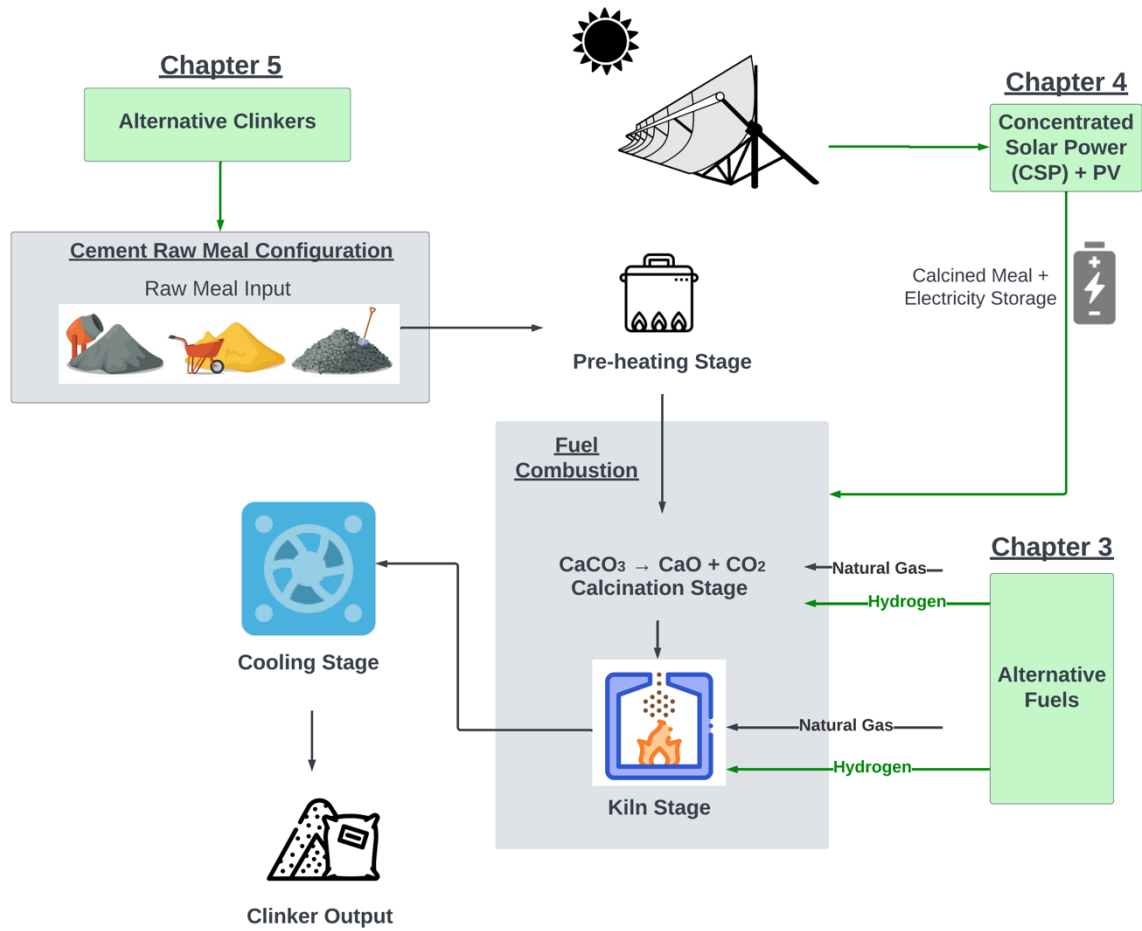 Chapter 5
Alternative Clinkers
Chapter 4
Concentrated
Solar Power
(CSP) + PV
Cement Raw Meal Configuration
Raw Meal Input
Calcined Meal +
Electricity Storage
Pre-heating Stage
Fuel
Combustion
CaCO₃ → CaO + CO₂
Calcination Stage
Natural Gas
Hydrogen
Chapter 3
Alternative
Fuels
Cooling Stage
Natural Gas
Hydrogen
Kiln Stage
Clinker Output